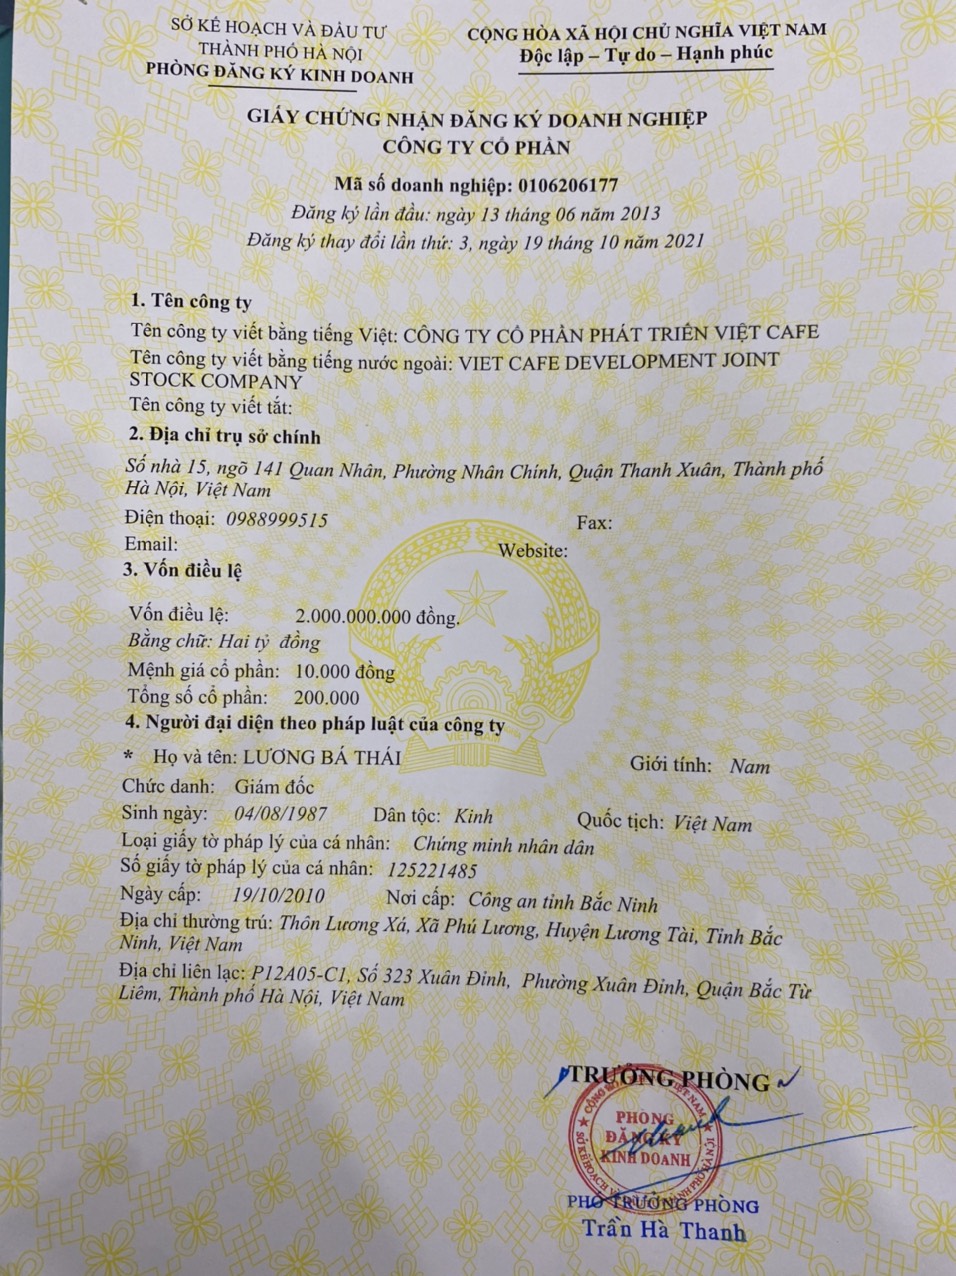 SỞ KẾ HOẠCH VÀ ĐẦU TƯ
THÀNH PHỐ HÀ NỘI
PHÒNG ĐĂNG KÝ KINH DOANH
CỘNG HÒA XÃ HỘI CHỦ NGHĨA VIỆT NAM
Độc lập – Tự do – Hạnh phúc
GIẤY CHỨNG NHẬN ĐĂNG KÝ DOANH NGHIỆP
CÔNG TY CỔ PHẦN
Mã số doanh nghiệp: 0106206177
Đăng ký lần đầu: ngày 13 tháng 06 năm 2013
Đăng ký thay đổi lần thứ: 3, ngày 19 tháng 10 năm 2021
1. Tên công ty
Tên công ty viết bằng tiếng Việt: CÔNG TY CỔ PHẦN PHÁT TRIỂN VIỆT CAFE
Tên công ty viết bằng tiếng nước ngoài: VIET CAFE DEVELOPMENT JOINT
STOCK COMPANY
Tên công ty viết tắt:
2. Địa chỉ trụ sở chính
Số nhà 15, ngõ 141 Quan Nhân, Phường Nhân Chính, Quận Thanh Xuân, Thành phố
Hà Nội, Việt Nam
Điện thoại: 0988999515 Fax:
Email: Website:
3. Vốn điều lệ
Vốn điều lệ: 2.000.000.000 đồng.
Bằng chữ: Hai tỷ đồng
Mệnh giá cổ phần: 10.000 đồng
Tổng số cổ phần: 200.000
4. Người đại diện theo pháp luật của công ty
* Họ và tên: LƯƠNG BÁ THÁI Giới tính: Nam
Chức danh: Giám đốc
Sinh ngày: 04/08/1987 Dân tộc: Kinh Quốc tịch: Việt Nam
Loại giấy tờ pháp lý của cá nhân: Chứng minh nhân dân
Số giấy tờ pháp lý của cá nhân: 125221485
Ngày cấp: 19/10/2010 Nơi cấp: Công an tỉnh Bắc Ninh
Địa chỉ thường trú: Thôn Lương Xá, Xã Phú Lương, Huyện Lương Tài, Tỉnh Bắc
Ninh, Việt Nam
Địa chỉ liên lạc: P12A05-C1, Số 323 Xuân Đỉnh, Phường Xuân Đỉnh, Quận Bắc Từ
Liêm, Thành phố Hà Nội, Việt Nam
TRƯỞNG PHÒNG
PHÒNG
ĐĂNG KÝ
KINH DOANH
PHÓ TRƯỞNG PHÒNG
Trần Hà Thanh